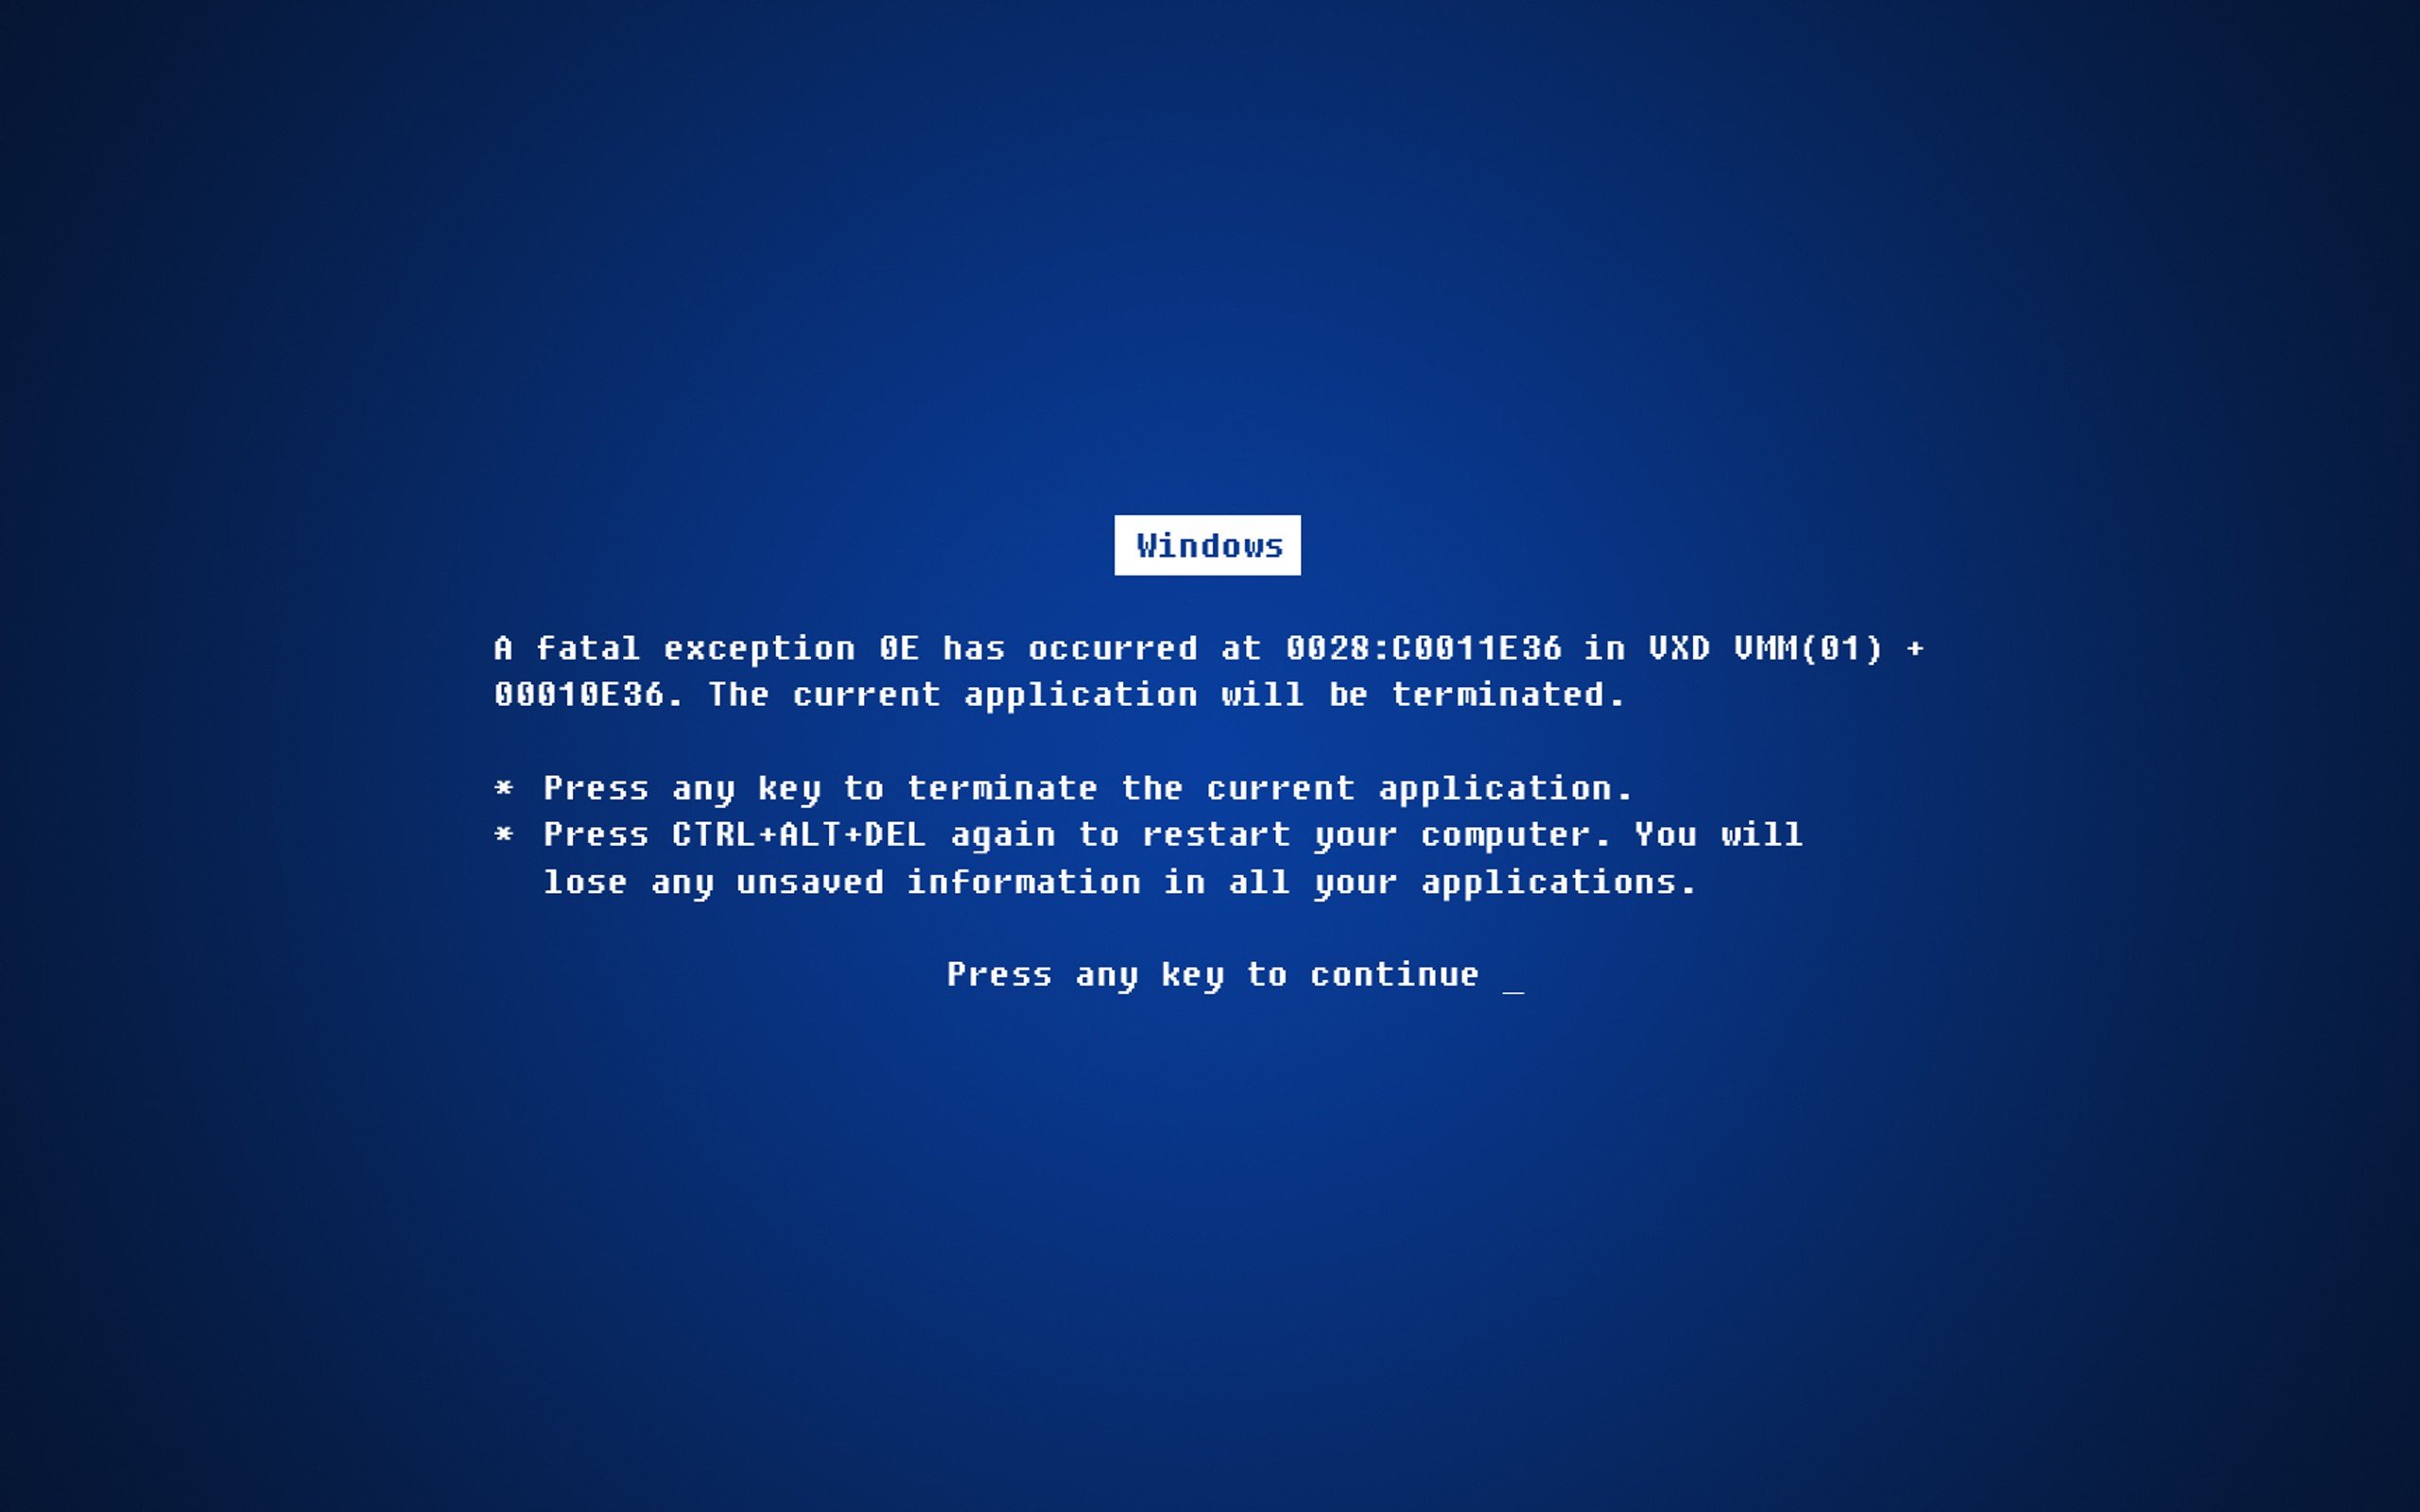 Windows
A fatal exception 0E has occurred at 0028:C0011E36 in VXD VMM(01) +
00010E36. The current application will be terminated.
* Press any key to terminate the current application.
* Press CTRL+ALT+DEL again to restart your computer. You will
lose any unsaved information in all your applications.
Press any key to continue _